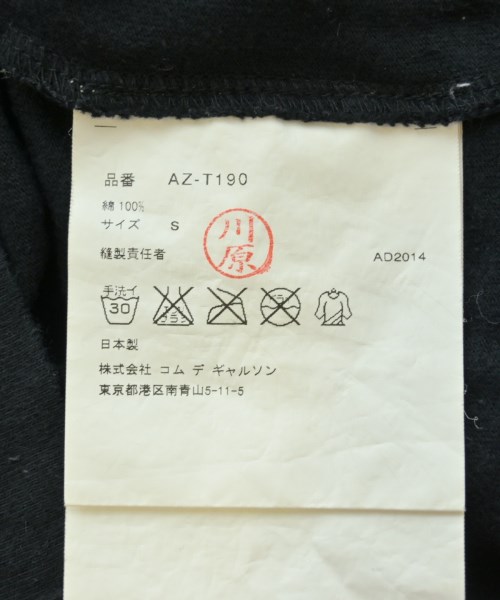 品番 AZ-T190
綿 100%
サイズ S
川原
縫製責任者 AD2014
手洗イ
30
日本製
株式会社 コム デ ギャルソン
東京都港区南青山5-11-5